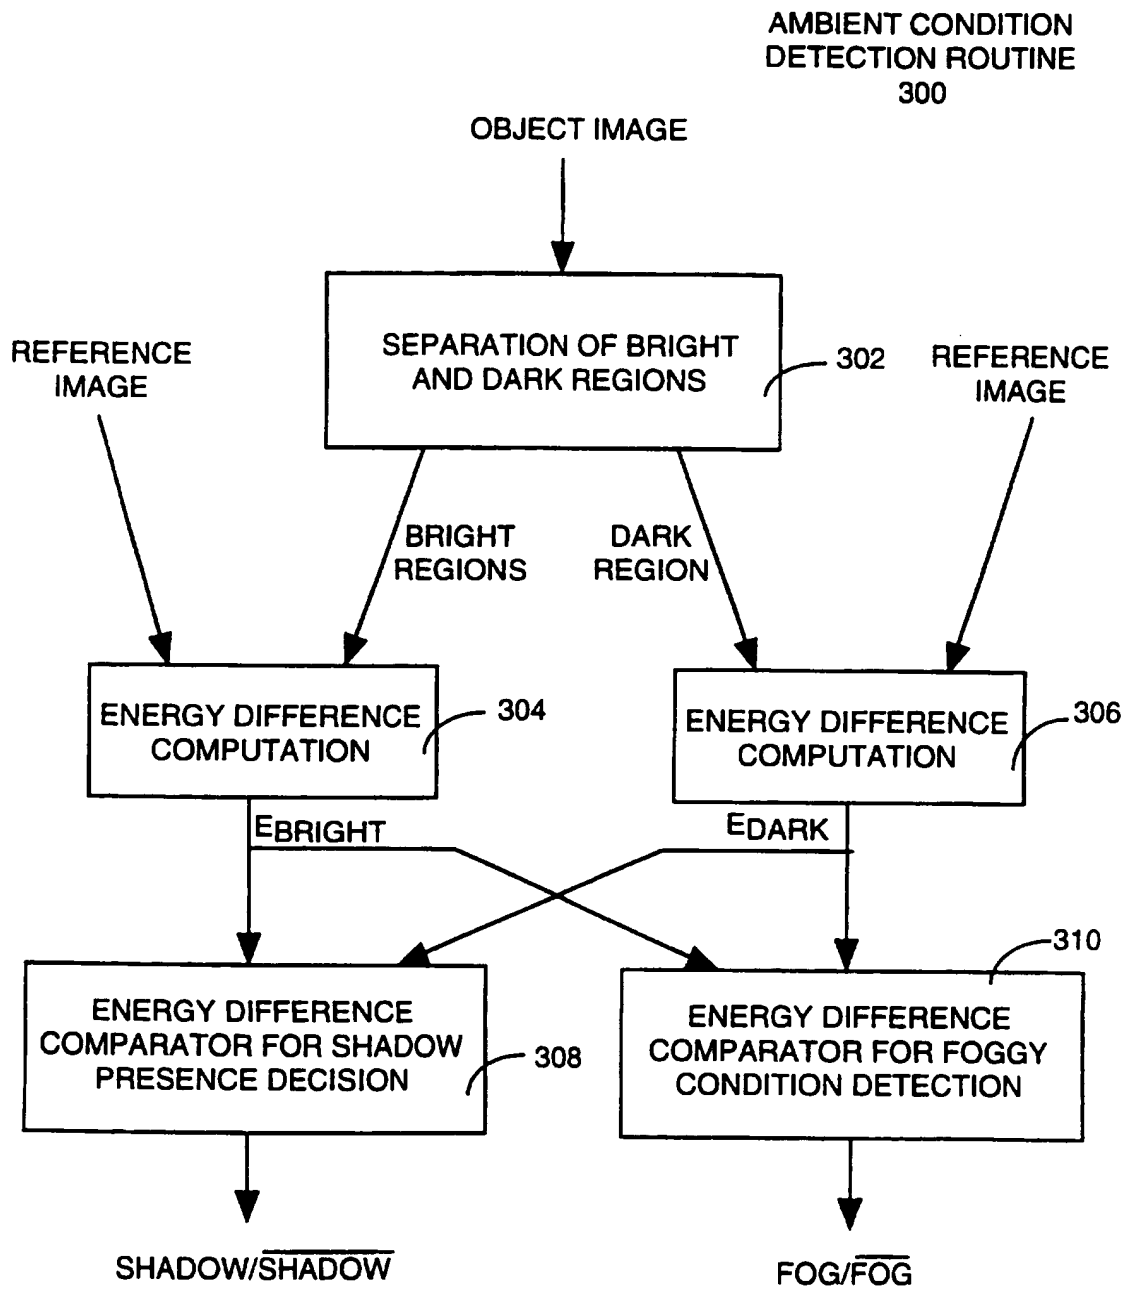 AMBIENT CONDITION
DETECTION ROUTINE
300
OBJECT IMAGE
SEPARATION OF BRIGHT
AND DARK REGIONS
302
REFERENCE
IMAGE
REFERENCE
IMAGE
BRIGHT
REGIONS
DARK
REGION
ENERGY DIFFERENCE
COMPUTATION
304
ENERGY DIFFERENCE
COMPUTATION
306
EBRIGHT
EDARK
ENERGY DIFFERENCE
COMPARATOR FOR SHADOW
PRESENCE DECISION
308
310
ENERGY DIFFERENCE
COMPARATOR FOR FOGGY
CONDITION DETECTION
SHADOW/S̅H̅A̅D̅O̅W̅
FOG/F̅O̅G̅